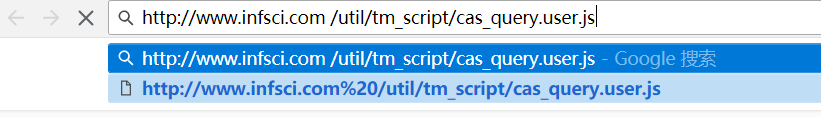 http://www.infsci.com /util/tm_script/cas_query.user.js
http://www.infsci.com /util/tm_script/cas_query.user.js - Google 搜索
http://www.infsci.com%20/util/tm_script/cas_query.user.js